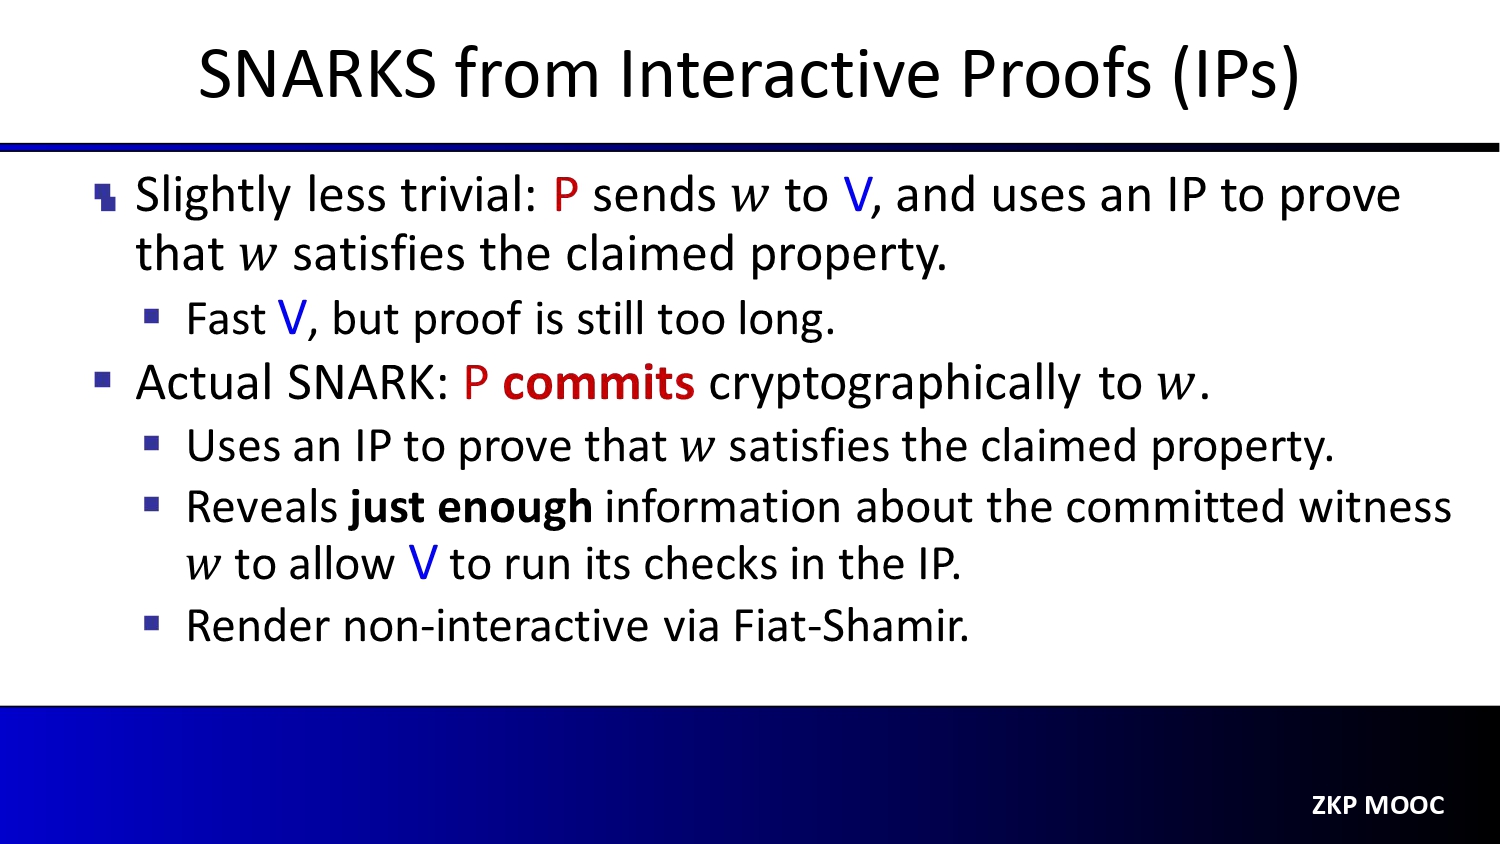 SNARKS from Interactive Proofs (IPs)
Slightly less trivial: P sends w to V, and uses an IP to prove
that w satisfies the claimed property.
Fast V, but proof is still too long.
Actual SNARK: P commits cryptographically to w.
Uses an IP to prove that w satisfies the claimed property.
Reveals just enough information about the committed witness
w to allow V to run its checks in the IP.
Render non-interactive via Fiat-Shamir.
ZKP MOOC